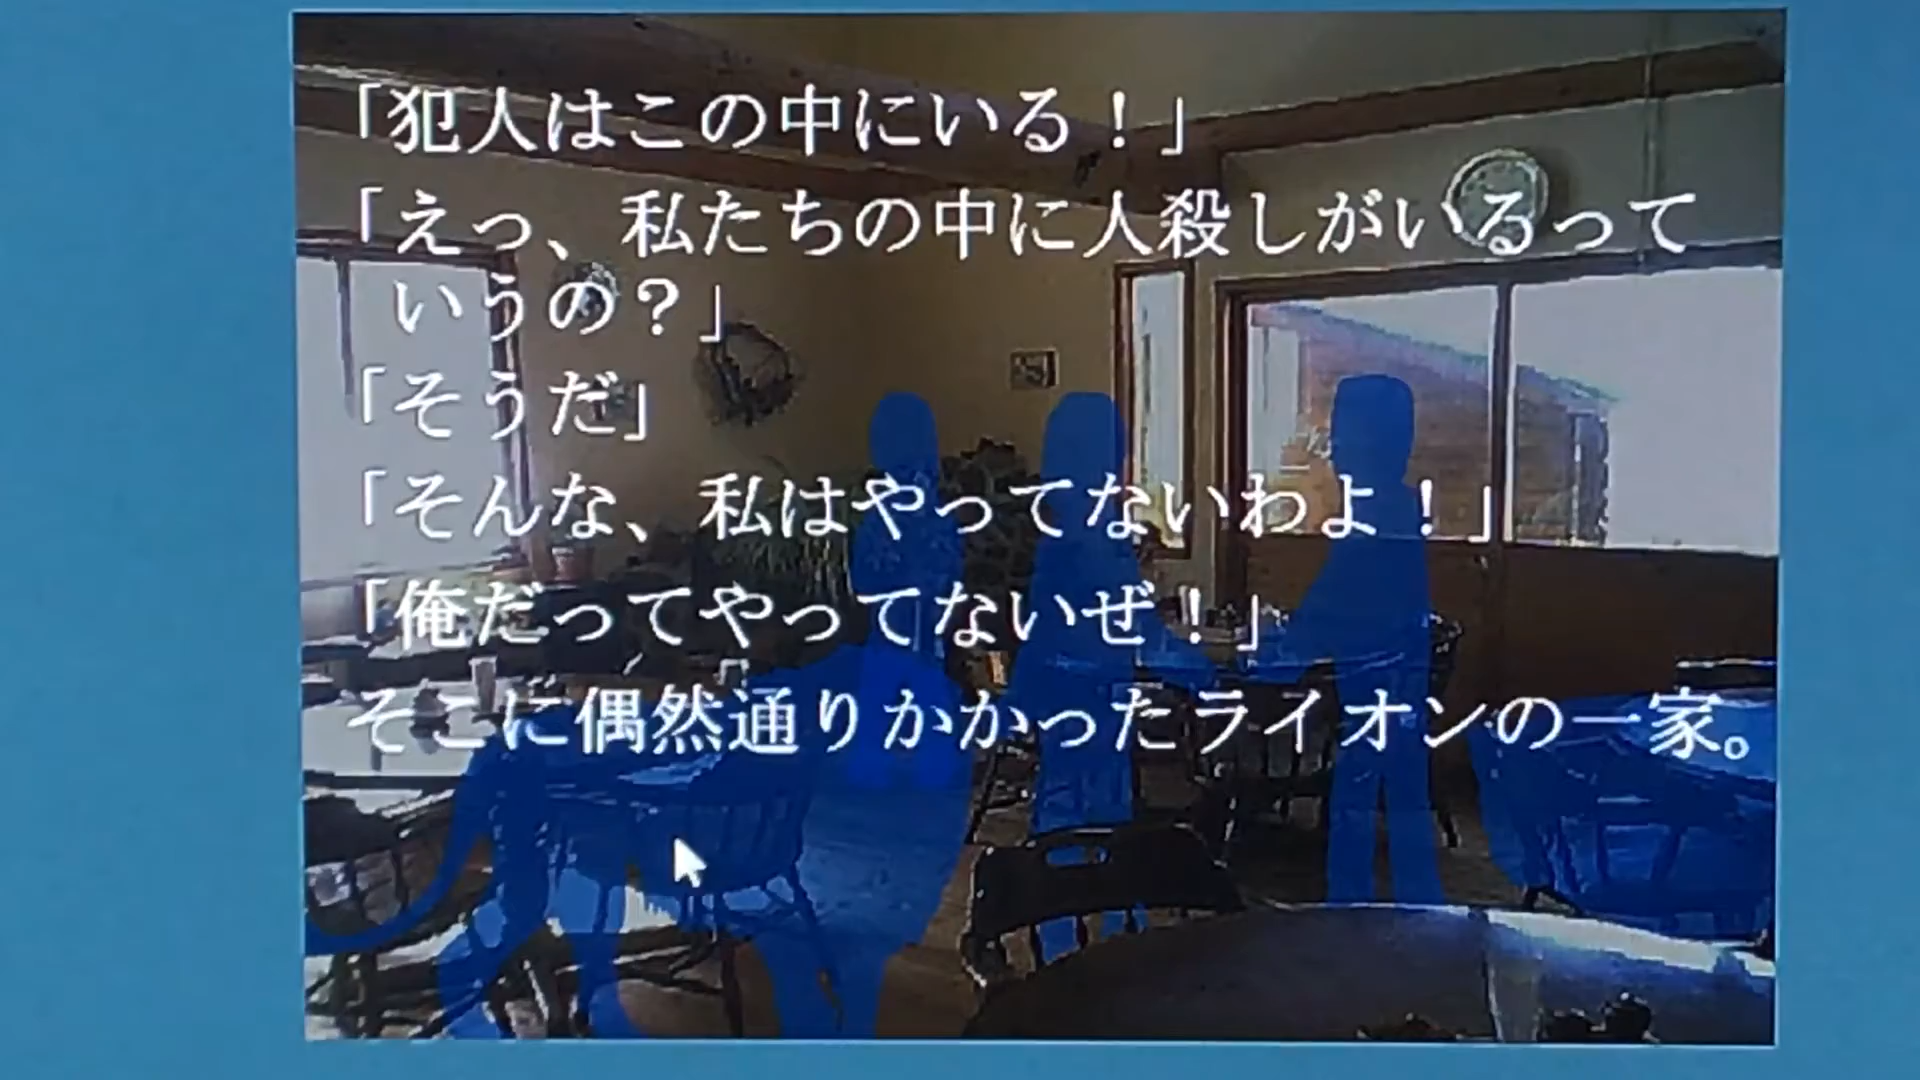 「犯人はこの中にいる！」
「えっ、私たちの中に人殺しがいるって
いうの？」
「そうだ」
「そんな、私はやってないわよ！」
「俺だってやってないぜ！」
そこに偶然通りかかったライオンの一家。